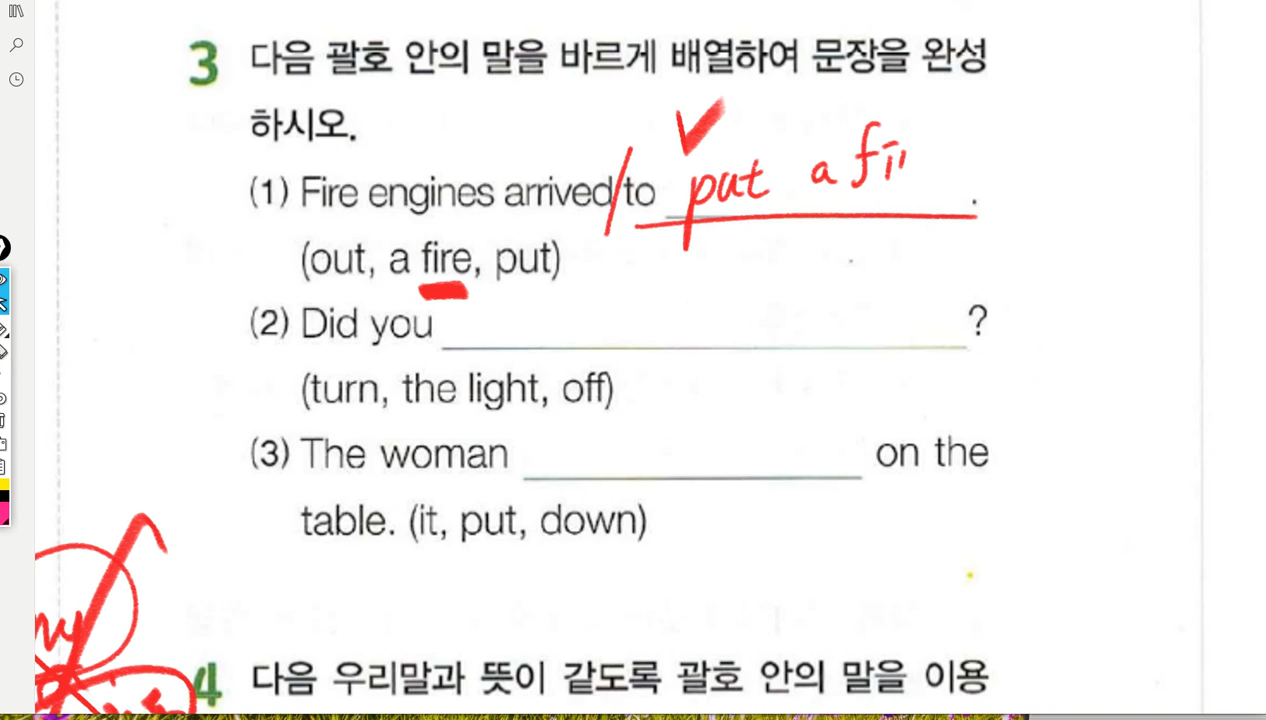 3 다음 괄호 안의 말을 바르게 배열하여 문장을 완성
하시오.
(1) Fire engines arrived/to put a .
(out, a fire, put)
(2) Did you ?
(turn, the light, off)
(3) The woman on the
table. (it, put, down)
4 다음 우리말과 뜻이 같도록 괄호 안의 말을 이용